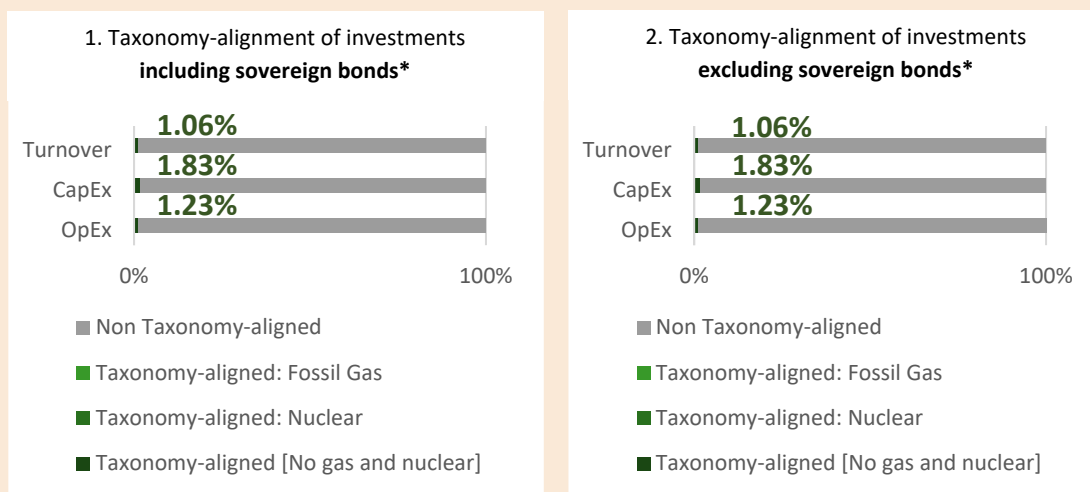 1. Taxonomy-alignment of investments
including sovereign bonds*
1.06%
Turnover
1.83%
CapEx
1.23%
OpEx
0%
100%
Non Taxonomy-aligned
Taxonomy-aligned: Fossil Gas
Taxonomy-aligned: Nuclear
Taxonomy-aligned [No gas and nuclear]
2. Taxonomy-alignment of investments
excluding sovereign bonds*
1.06%
Turnover
1.83%
CapEx
1.23%
OpEx
0%
100%
Non Taxonomy-aligned
Taxonomy-aligned: Fossil Gas
Taxonomy-aligned: Nuclear
Taxonomy-aligned [No gas and nuclear]